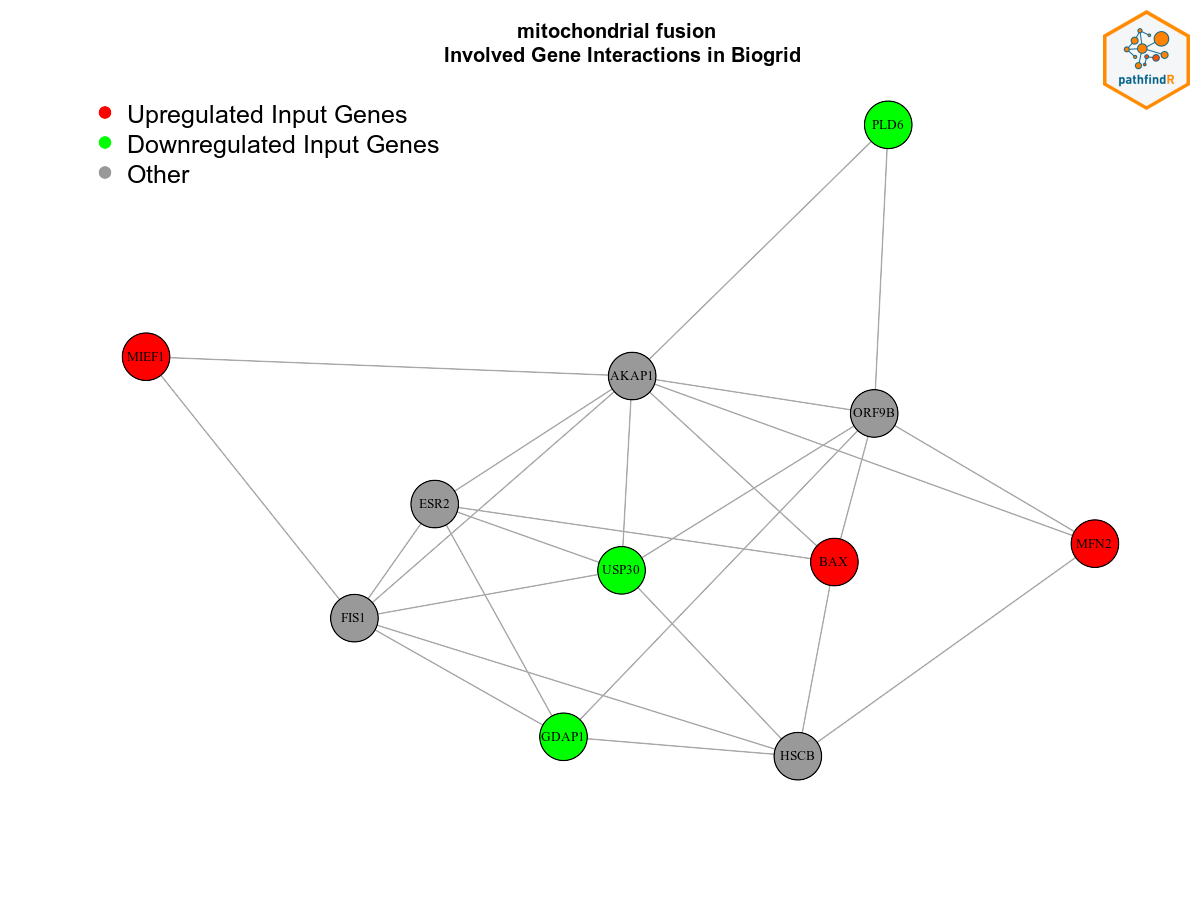 mitochondrial fusion
Involved Gene Interactions in Biogrid
pathfindR
Upregulated Input Genes
Downregulated Input Genes
Other
PLD6
MIEF1
AKAP1
ORF9B
ESR2
USP30
BAX
MFN2
FIS1
GDAP1
HSCB